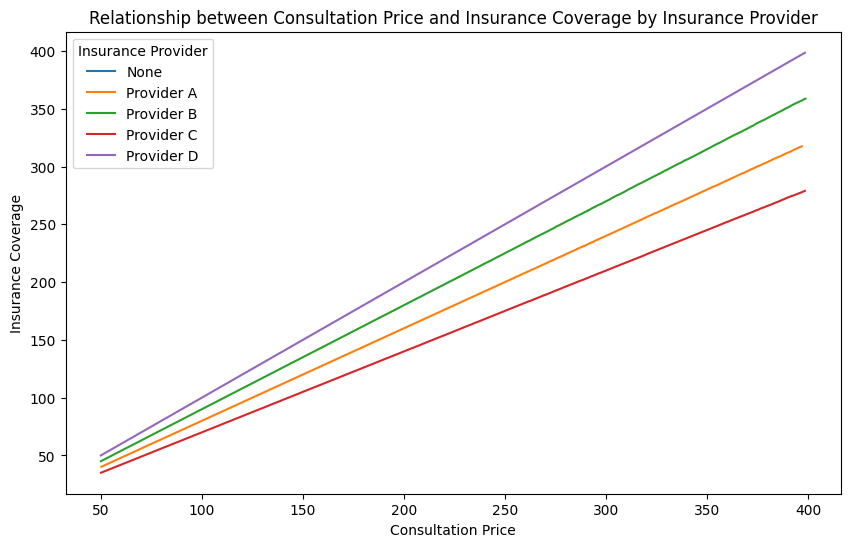 Relationship between Consultation Price and Insurance Coverage by Insurance Provider
Insurance Provider
None
Provider A
Provider B
Provider C
Provider D
Insurance Coverage
400
350
300
250
200
150
100
50
50 100 150 200 250 300 350 400
Consultation Price